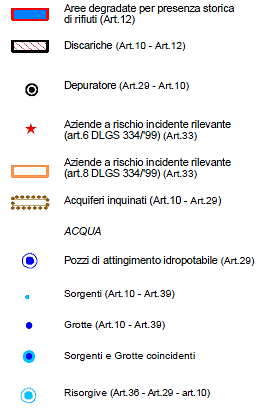 Aree degradate per presenza storica
di rifiuti (Art.12)
Discariche (Art.10 - Art.12)
Depuratore (Art.29 - Art.10)
Aziende a rischio incidente rilevante
(art.6 DLGS 334/'99) (Art.33)
Aziende a rischio incidente rilevante
(art.8 DLGS 334/'99) (Art.33)
Acquiferi inquinati (Art.10 - Art.29)
ACQUA
Pozzi di attingimento idropotabile (Art.29)
Sorgenti (Art.10 - Art.39)
Grotte (Art.10 - Art.39)
Sorgenti e Grotte coincidenti
Risorgive (Art.36 - Art.29 - art.10)